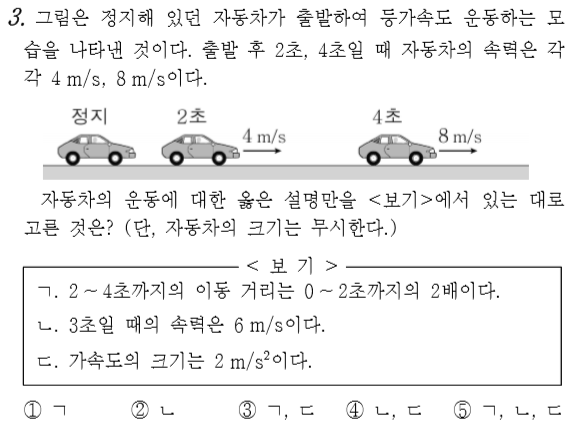 3. 그림은 정지해 있던 자동차가 출발하여 등가속도 운동하는 모
습을 나타낸 것이다. 출발 후 2초, 4초일 때 자동차의 속력은 각
각 4 m/s, 8 m/s이다.
정지 2초 4 m/s 4초 8 m/s
자동차의 운동에 대한 옳은 설명만을 <보기>에서 있는 대로
고른 것은? (단, 자동차의 크기는 무시한다.)
< 보 기 >
ㄱ. 2 ~ 4초까지의 이동 거리는 0 ~ 2초까지의 2배이다.
ㄴ. 3초일 때의 속력은 6 m/s이다.
ㄷ. 가속도의 크기는 2 m/s²이다.
① ㄱ ② ㄴ ③ ㄱ, ㄷ ④ ㄴ, ㄷ ⑤ ㄱ, ㄴ, ㄷ